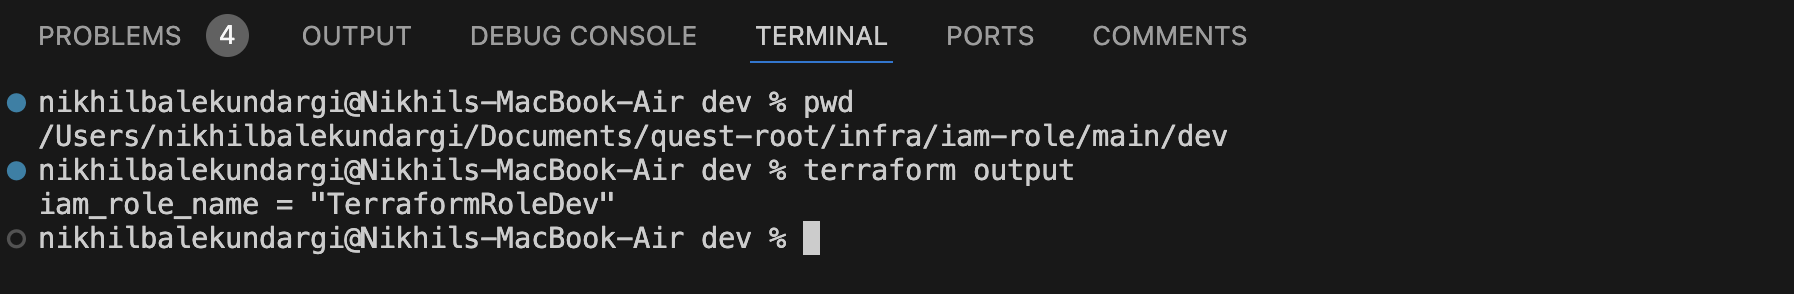 PROBLEMS 4 OUTPUT DEBUG CONSOLE TERMINAL PORTS COMMENTS
nikhilbalekundargi@Nikhils-MacBook-Air dev % pwd
/Users/nikhilbalekundargi/Documents/quest-root/infra/iam-role/main/dev
nikhilbalekundargi@Nikhils-MacBook-Air dev % terraform output
iam_role_name = "TerraformRoleDev"
nikhilbalekundargi@Nikhils-MacBook-Air dev %